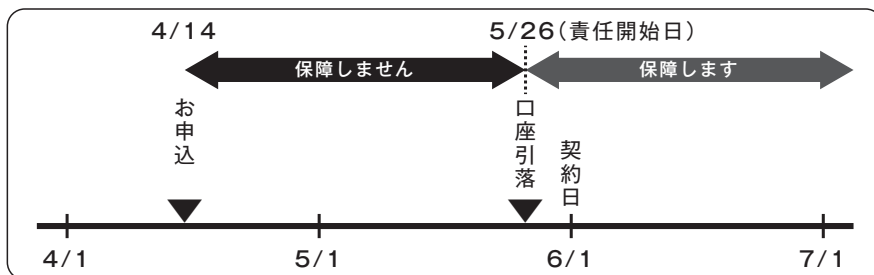 4/14
5/26(責任開始日)
保障しません
保障します
お申込
口座引落
契約日
4/1
5/1
6/1
7/1